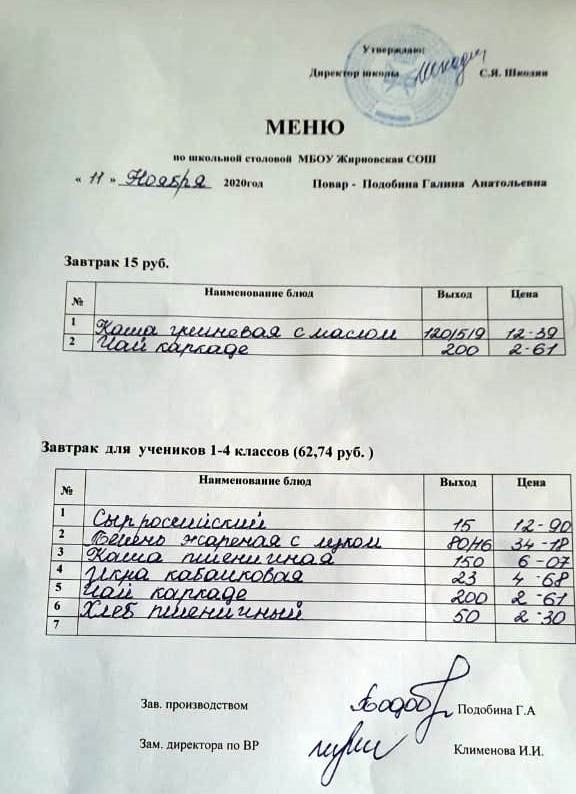 Утверждаю:
Директор школы С.Я. Школин
МЕНЮ
по школьной столовой МБОУ Жирновская СОШ
« 11 » Ноября 2020год Повар - Подобина Галина Анатольевна
Завтрак 15 руб.
№ Наименование блюд Выход Цена
1 Каша гречневая с маслом 120/5/9 12-39
2 Чай каркаде 200 2-61
Завтрак для учеников 1-4 классов (62,74 руб. )
№ Наименование блюд Выход Цена
1 Сыр российский 15 12-90
2 Печень жареная с луком 80/16 34-18
3 Каша пшеничная 150 6-07
4 Икра кабачковая 23 4-68
5 Чай каркаде 200 2-61
6 Хлеб пшеничный 50 2-30
7
Зав. производством Подобина Г.А
Зам. директора по ВР Клименова И.И.